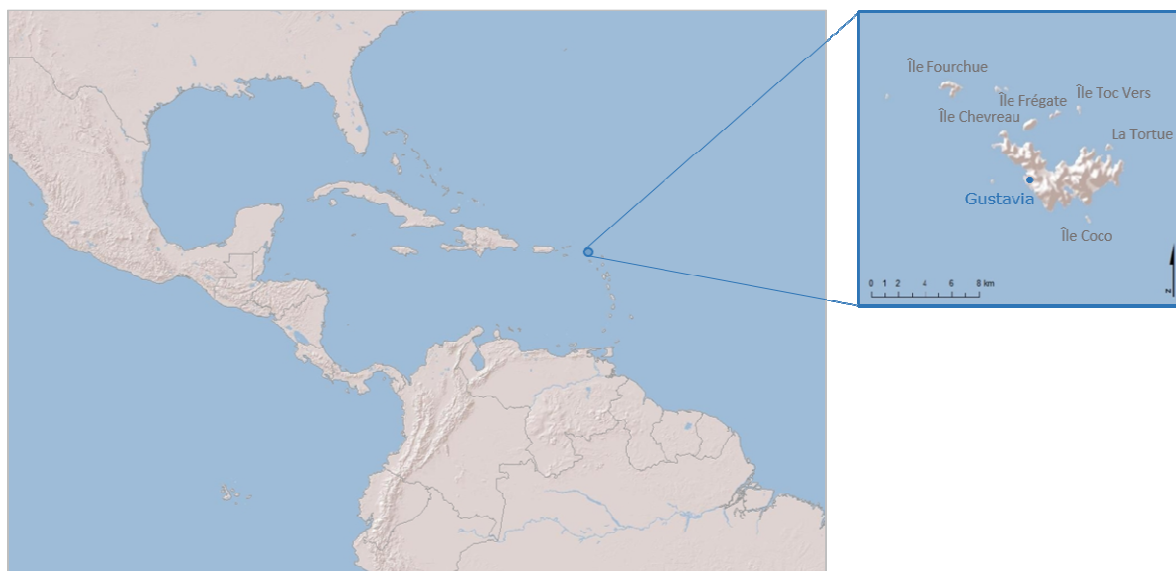 Île Fourchue
Île Toc Vers
Île Frégate
Île Chevreau
La Tortue
Gustavia
Île Coco
0 1 2 4 6 8 km
N